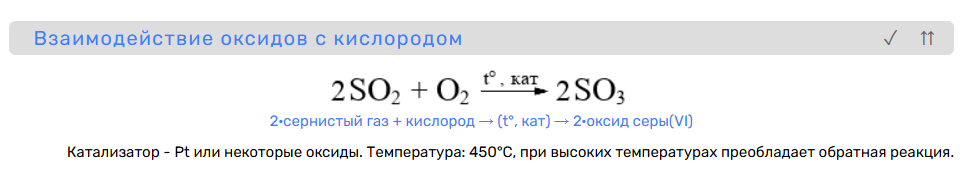 Взаимодействие оксидов с кислородом ✓ ⇈
2SO₂ + O₂ t°, кат → 2SO₃
2•сернистый газ + кислород → (t°, кат) → 2•оксид серы(VI)
Катализатор - Pt или некоторые оксиды. Температура: 450°C, при высоких температурах преобладает обратная реакция.